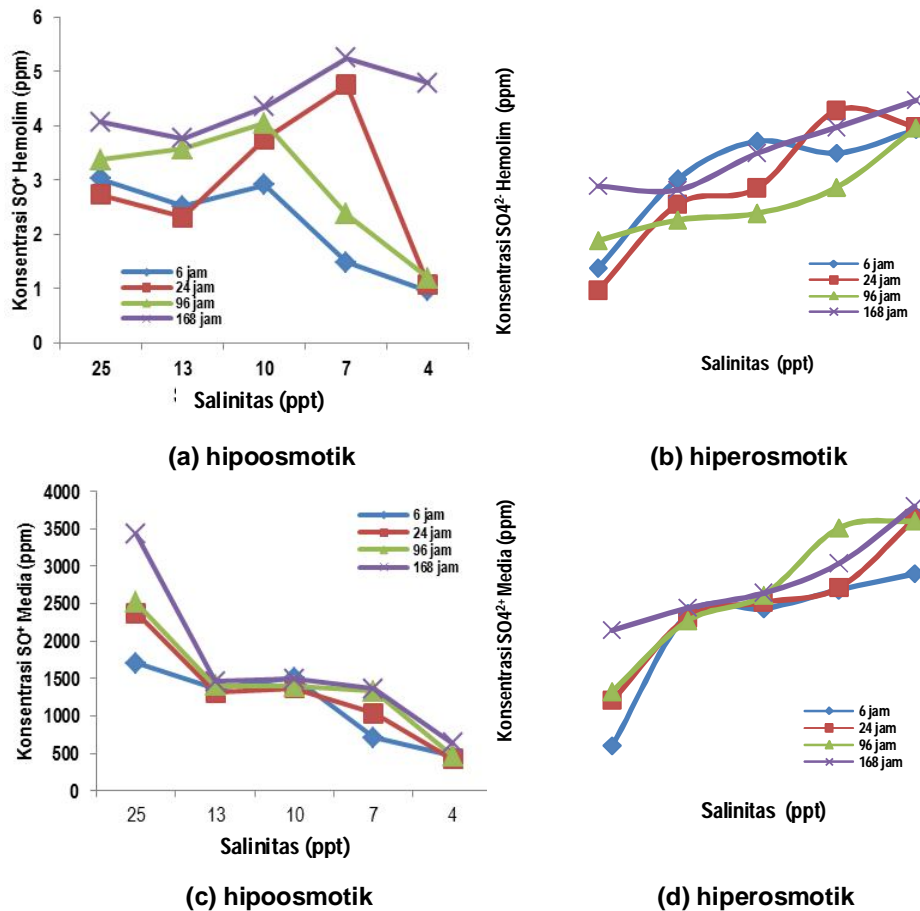 Konsentrasi SO⁺ Hemolim (ppm)
6
5
4
3
2
1
0
6 jam
24 jam
96 jam
168 jam
25 13 10 7 4
Salinitas (ppt)
(a) hipoosmotik
Konsentrasi SO4²⁻ Hemolim (ppm)
6 jam
24 jam
96 jam
168 jam
Salinitas (ppt)
(b) hiperosmotik
Konsentrasi SO⁺ Media (ppm)
4000
3500
3000
2500
2000
1500
1000
500
0
6 jam
24 jam
96 jam
168 jam
25 13 10 7 4
Salinitas (ppt)
(c) hipoosmotik
Konsentrasi SO4²⁺ Media (ppm)
6 jam
24 jam
96 jam
168 jam
Salinitas (ppt)
(d) hiperosmotik